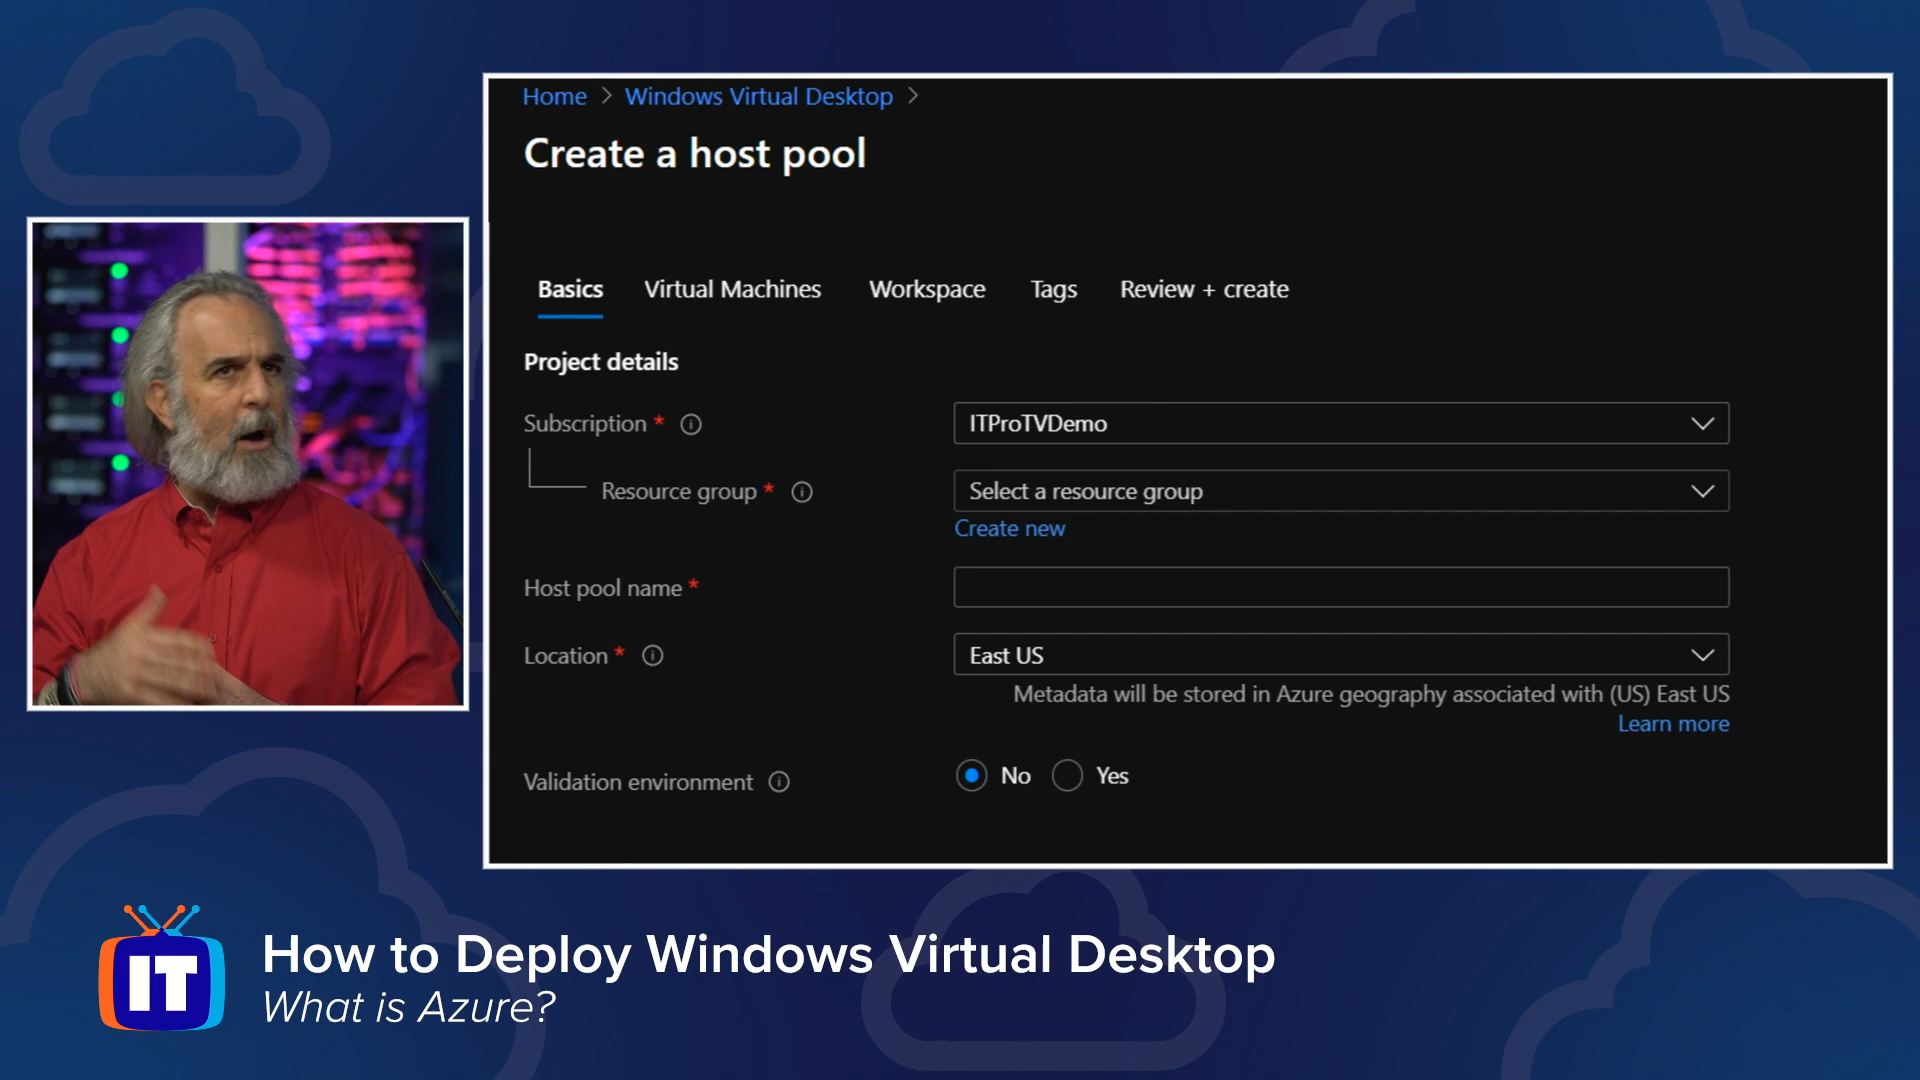 Home > Windows Virtual Desktop >
Create a host pool
Basics Virtual Machines Workspace Tags Review + create
Project details
Subscription * ITProTVDemo
Resource group * Select a resource group
Create new
Host pool name *
Location * East US
Metadata will be stored in Azure geography associated with (US) East US
Learn more
Validation environment No Yes
IT How to Deploy Windows Virtual Desktop
What is Azure?